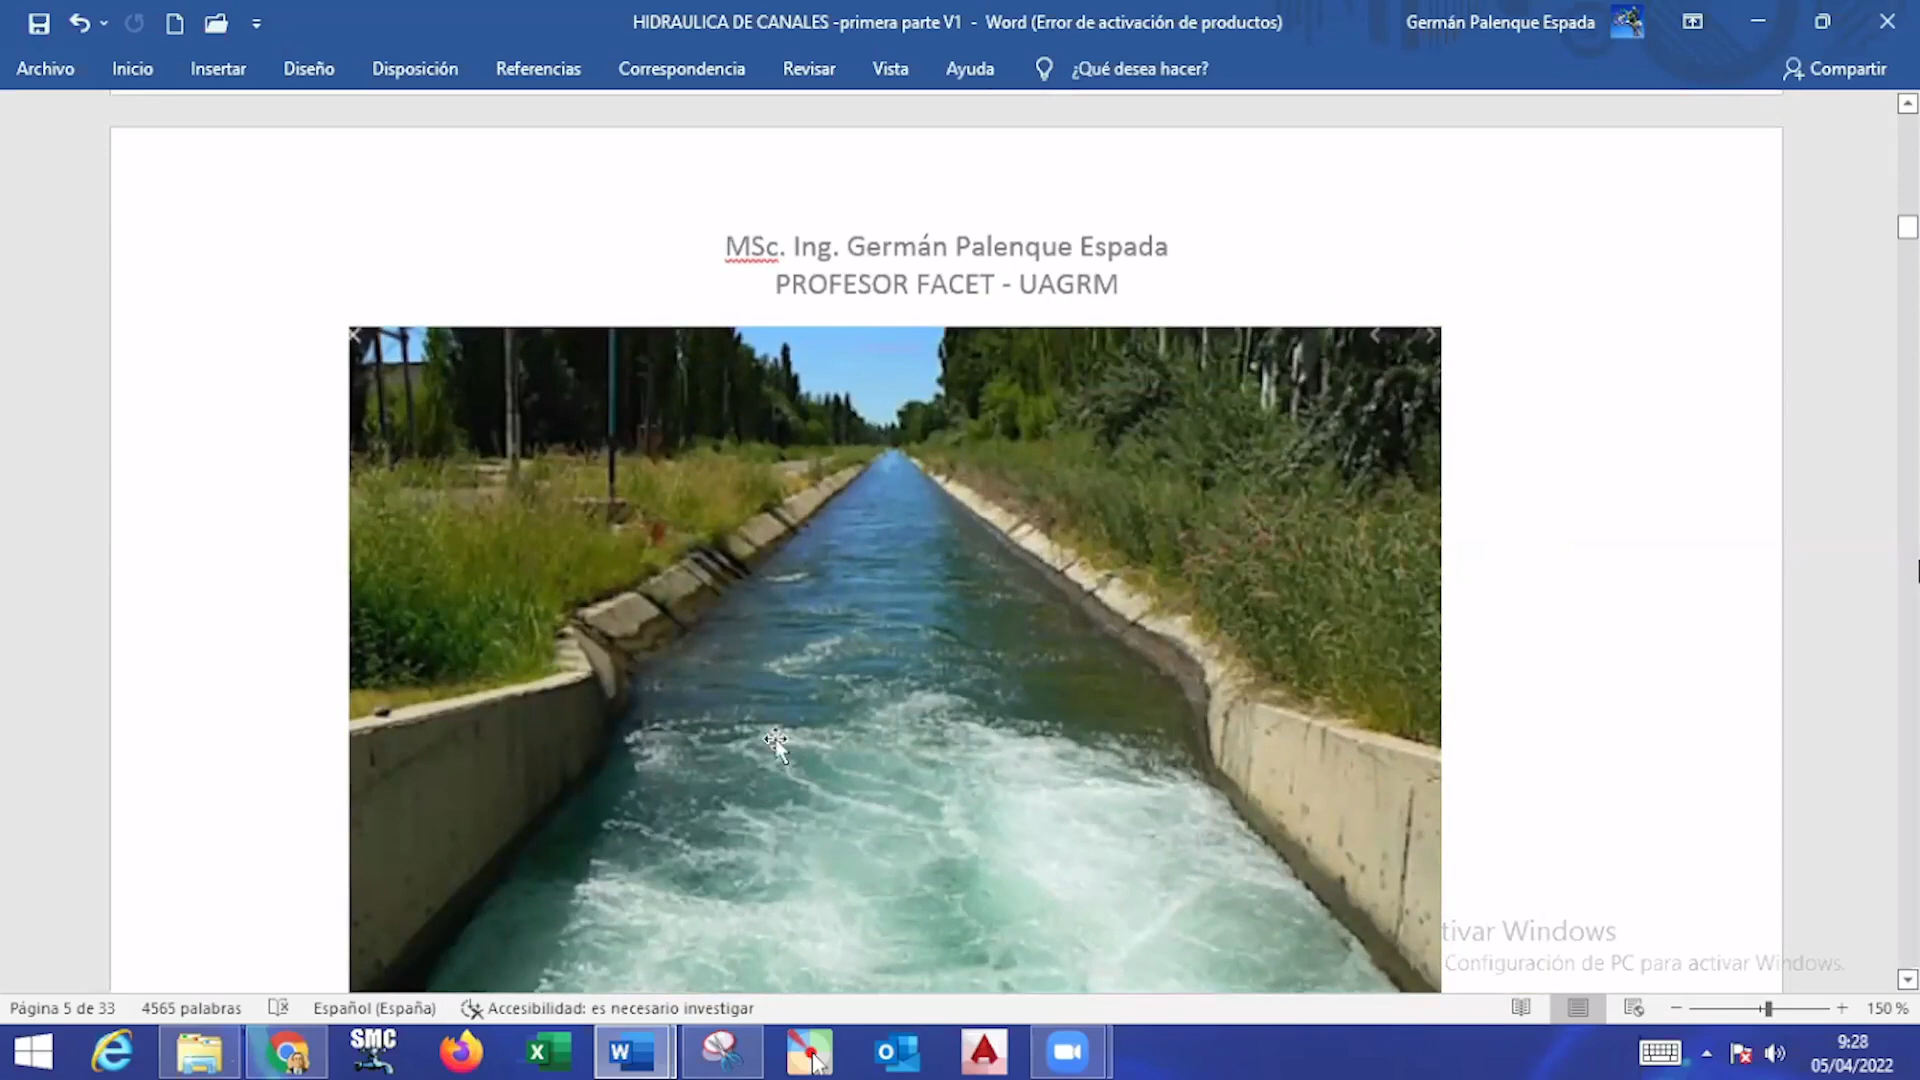 HIDRAULICA DE CANALES -primera parte V1 - Word (Error de activación de productos)
Germán Palenque Espada
Archivo Inicio Insertar Diseño Disposición Referencias Correspondencia Revisar Vista Ayuda ¿Qué desea hacer? Compartir
MSc. Ing. Germán Palenque Espada
PROFESOR FACET - UAGRM
tivar Windows
Configuración de PC para activar Windows.
Página 5 de 33 4565 palabras Español (España) Accesibilidad: es necesario investigar 150 %
SMC
9:28
05/04/2022